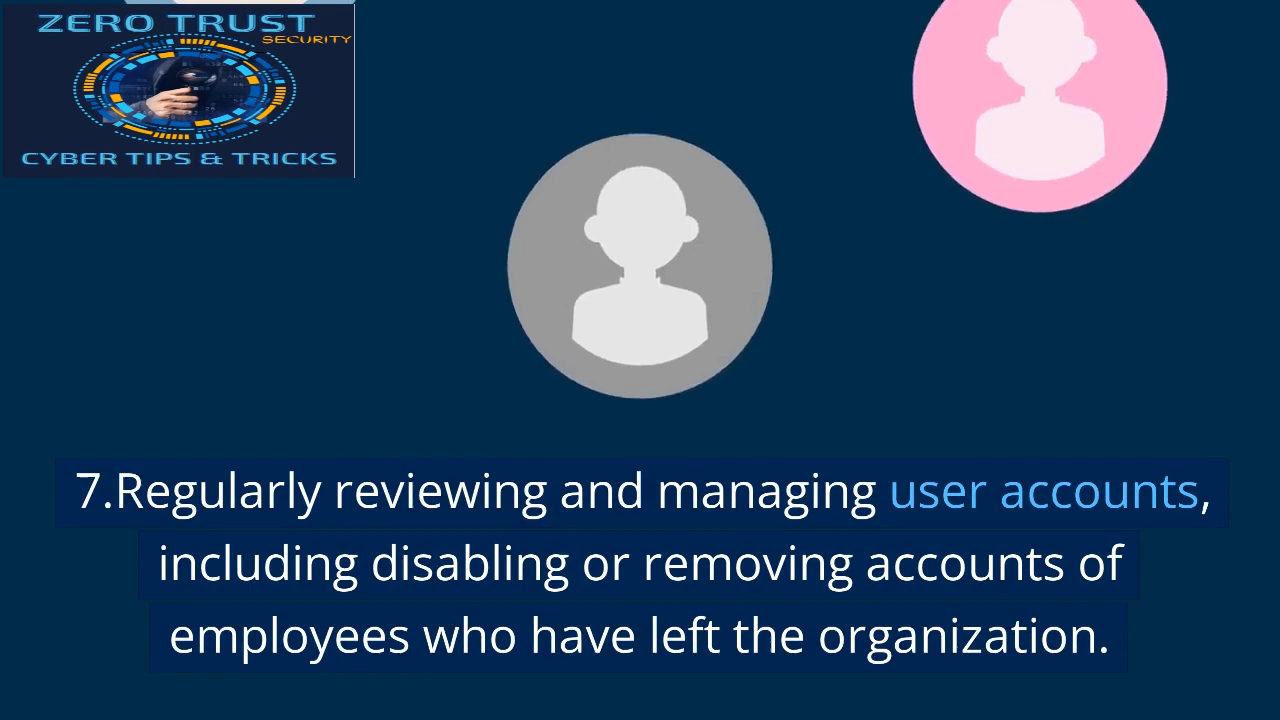 ZERO TRUST
SECURITY
CYBER TIPS & TRICKS
7.Regularly reviewing and managing user accounts,
including disabling or removing accounts of
employees who have left the organization.